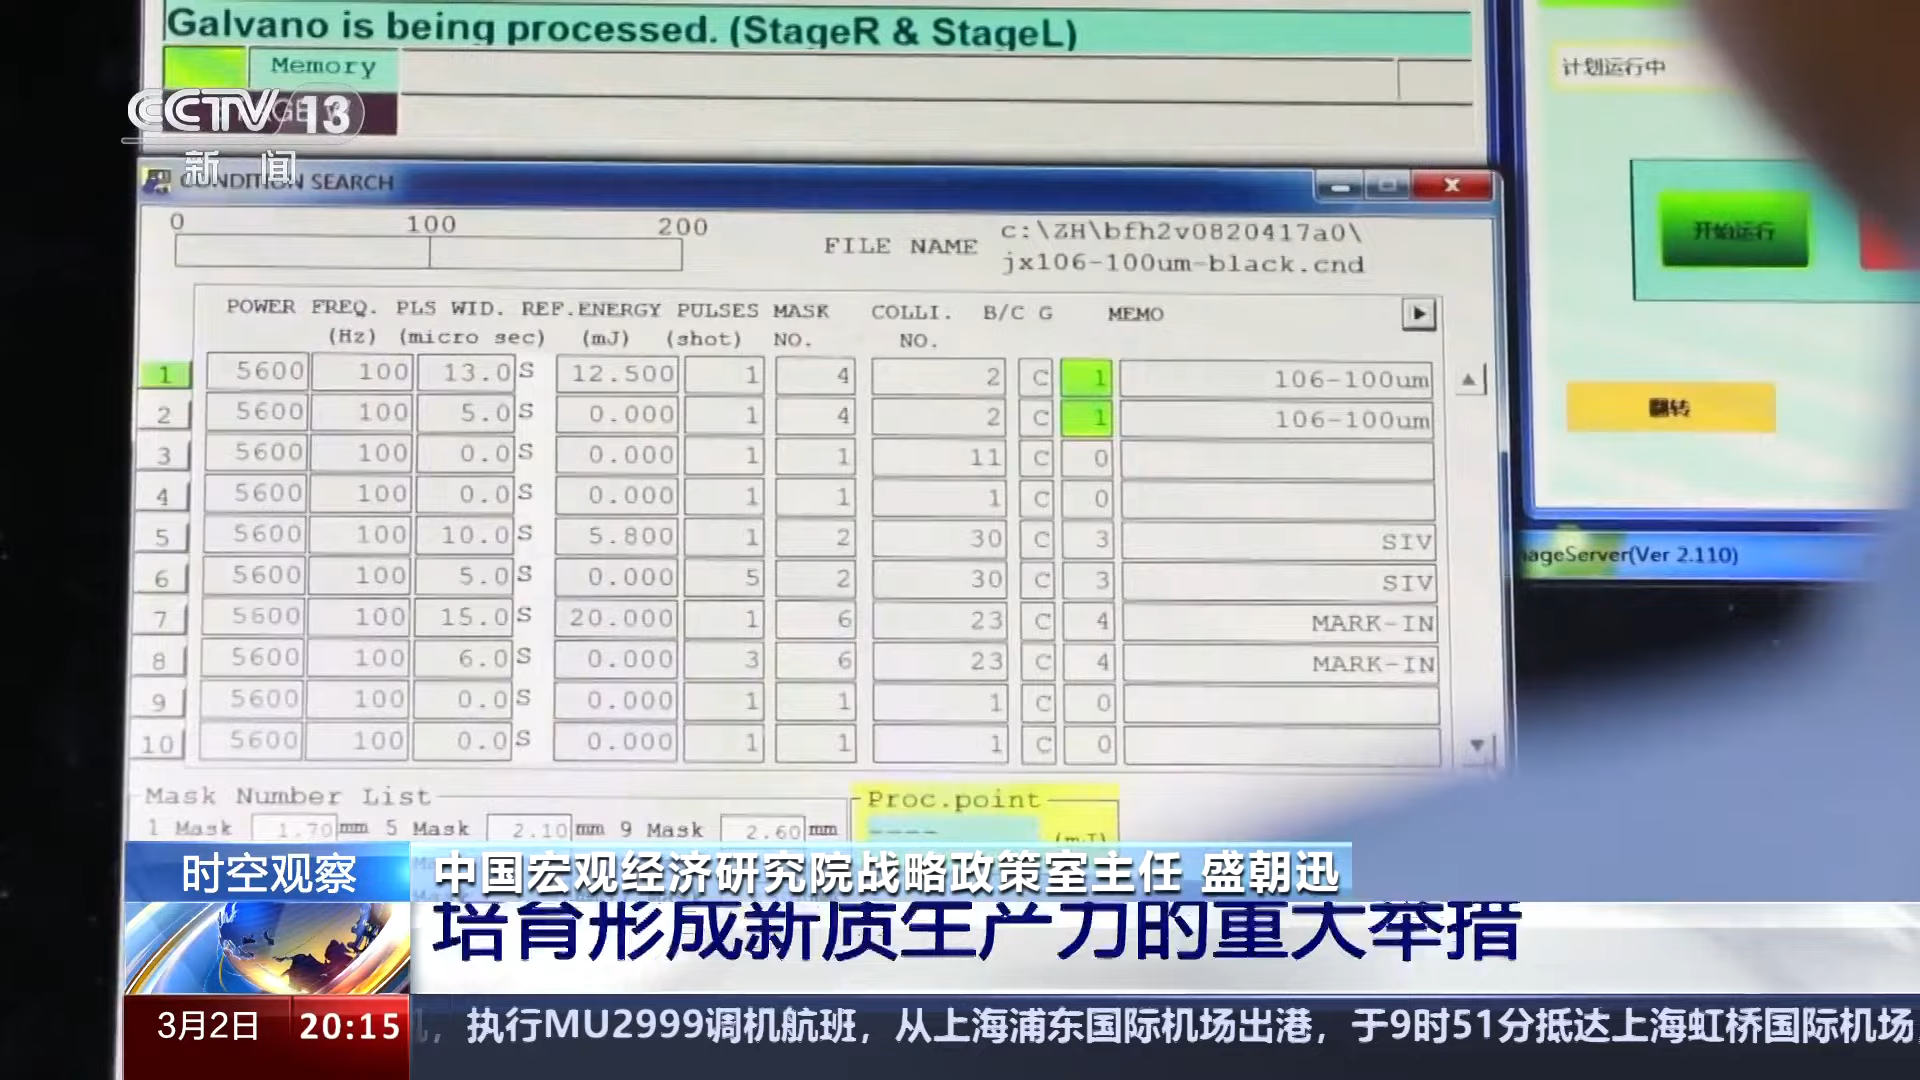 Galvano is being processed. (StageR & StageL)
Memory
计划运行中
CCTV 13
新闻
CONDITION SEARCH
0 100 200
FILE NAME c:\ZH\bfh2v0820417a0\
jx106-100um-black.cnd
开始运行
POWER FREQ. PLS WID. REF.ENERGY PULSES MASK COLLI. B/C G MEMO
(Hz) (micro sec) (mJ) (shot) NO. NO.
1 5600 100 13.0 S 12.500 1 4 2 C 1 106-100um
2 5600 100 5.0 S 0.000 1 4 2 C 1 106-100um
3 5600 100 0.0 S 0.000 1 1 11 C 0
4 5600 100 0.0 S 0.000 1 1 1 C 0
5 5600 100 10.0 S 5.800 1 2 30 C 3 SIV
6 5600 100 5.0 S 0.000 5 2 30 C 3 SIV
7 5600 100 15.0 S 20.000 1 6 23 C 4 MARK-IN
8 5600 100 6.0 S 0.000 3 6 23 C 4 MARK-IN
9 5600 100 0.0 S 0.000 1 1 1 C 0
10 5600 100 0.0 S 0.000 1 1 1 C 0
翻转
ageServer(Ver 2.110)
Mask Number List
Proc.point
1 Mask 1.70 mm 5 Mask 2.10 mm 9 Mask 2.60 mm
---- (mJ)
时空观察
中国宏观经济研究院战略政策室主任 盛朝迅
培育形成新质生产力的重大举措
3月2日 20:15
，执行MU2999调机航班，从上海浦东国际机场出港，于9时51分抵达上海虹桥国际机场